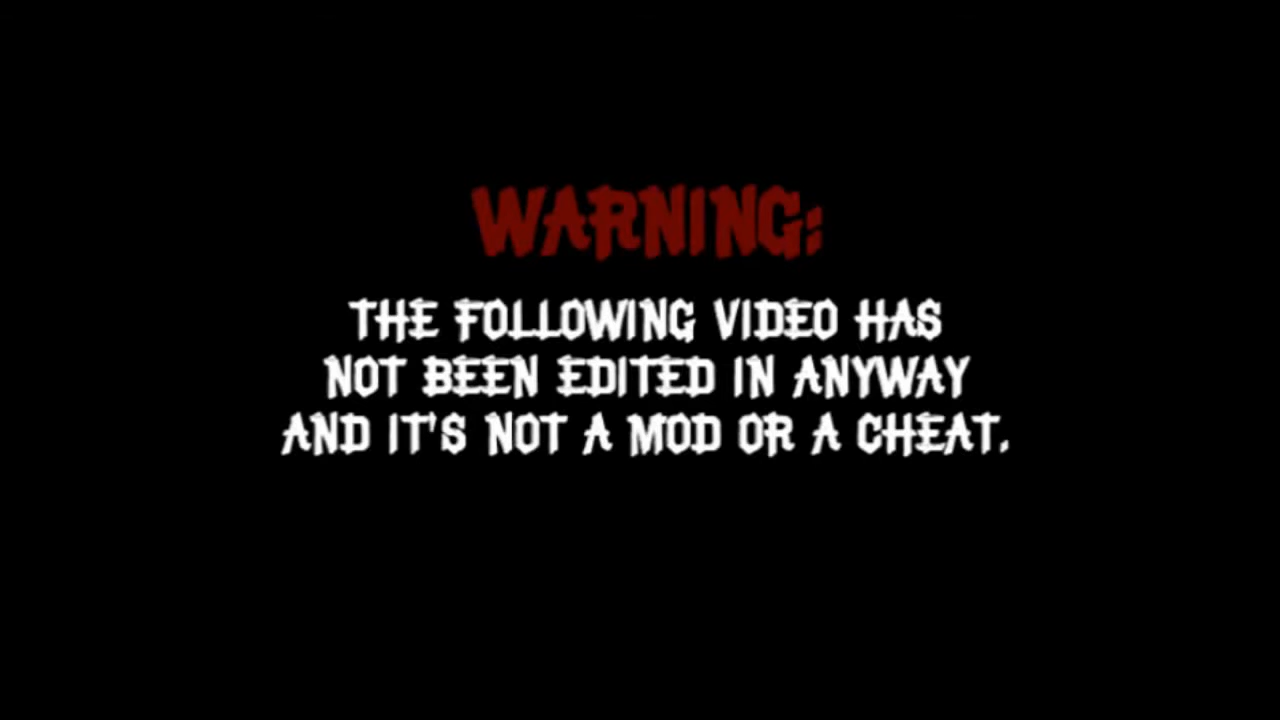 WARNING:
THE FOLLOWING VIDEO HAS
NOT BEEN EDITED IN ANYWAY
AND IT'S NOT A MOD OR A CHEAT.